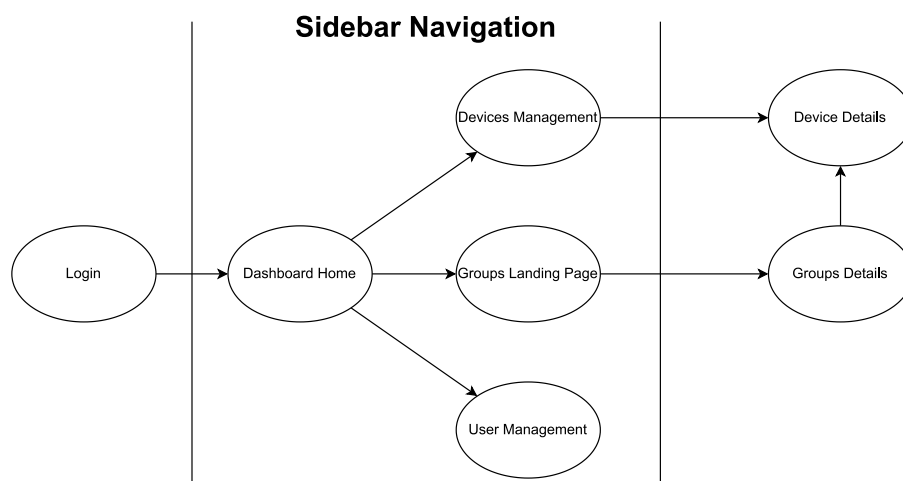 Sidebar Navigation
Devices Management
Device Details
Login
Dashboard Home
Groups Landing Page
Groups Details
User Management